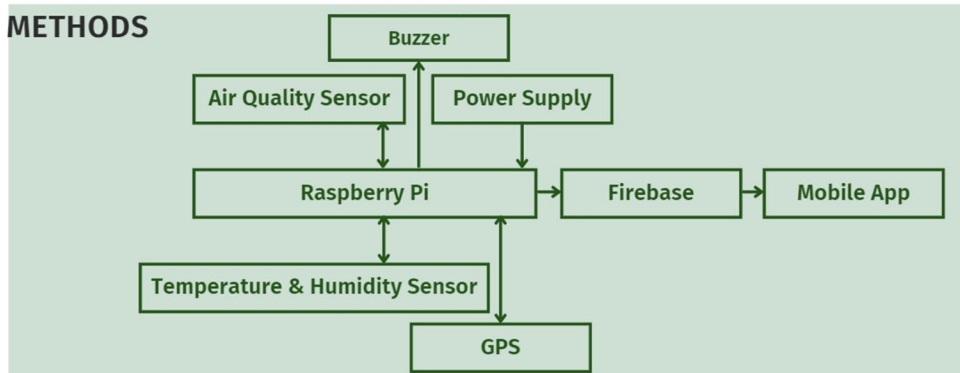 METHODS
Buzzer
Air Quality Sensor
Power Supply
Raspberry Pi
Firebase
Mobile App
Temperature & Humidity Sensor
GPS